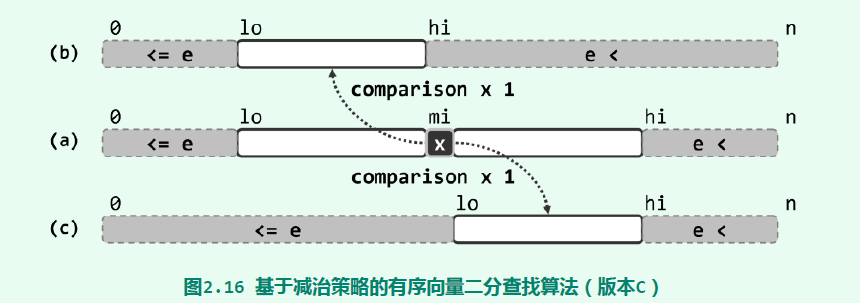 0 lo hi n
(b) <= e e <
comparison x 1
0 lo mi hi n
(a) <= e x e <
comparison x 1
0 lo hi n
(c) <= e e <
图2.16 基于减治策略的有序向量二分查找算法（版本C）